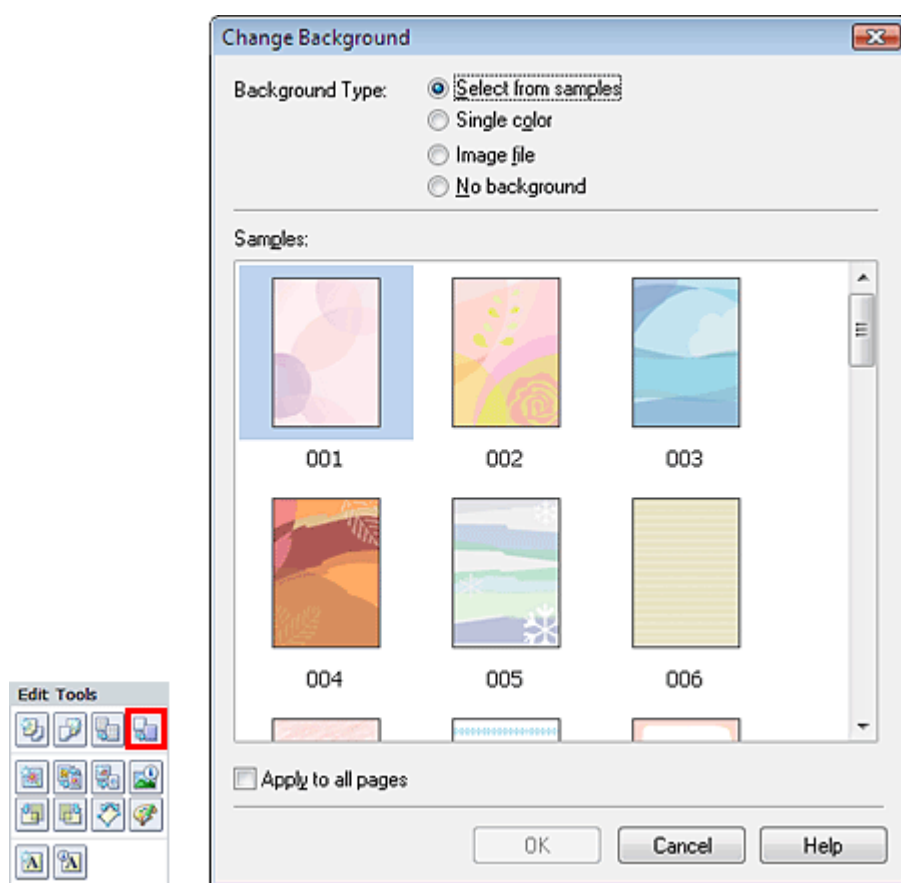 Change Background
Background Type:
Select from samples
Single color
Image file
No background
Samples:
001 002 003
004 005 006
Edit Tools
Apply to all pages
A A
OK Cancel Help